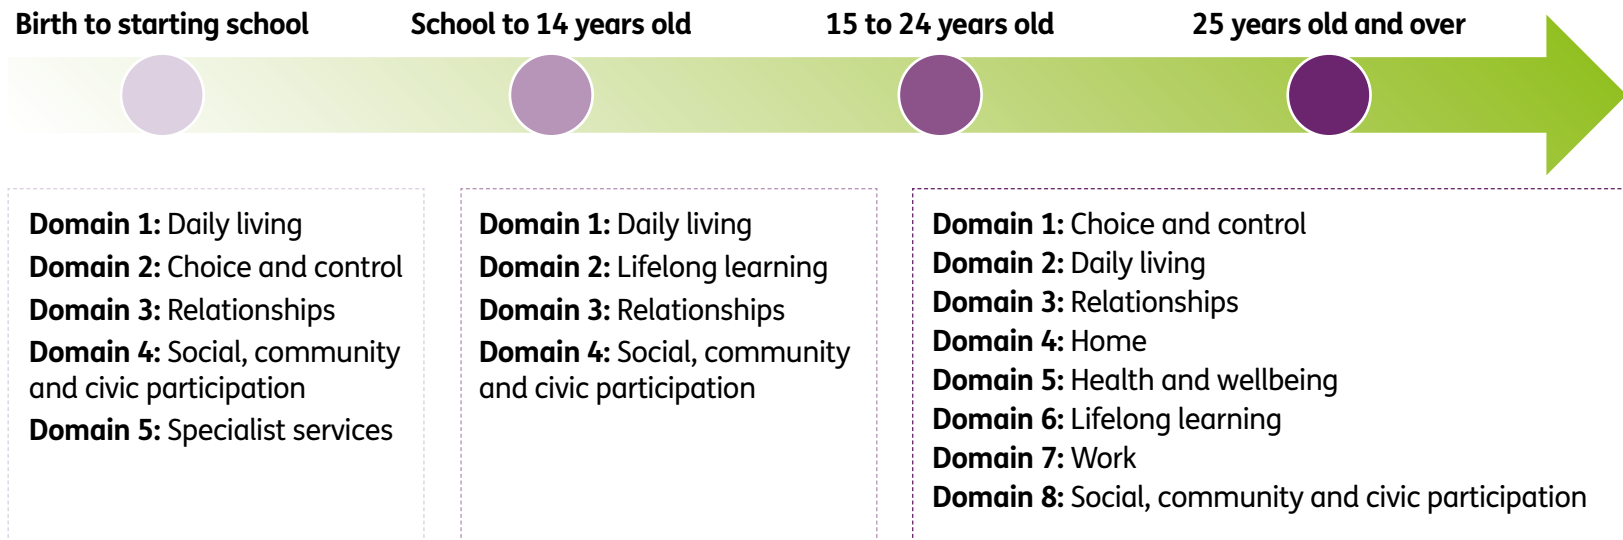 Birth to starting school
School to 14 years old
15 to 24 years old
25 years old and over
Domain 1: Daily living
Domain 2: Choice and control
Domain 3: Relationships
Domain 4: Social, community
and civic participation
Domain 5: Specialist services
Domain 1: Daily living
Domain 2: Lifelong learning
Domain 3: Relationships
Domain 4: Social, community
and civic participation
Domain 1: Choice and control
Domain 2: Daily living
Domain 3: Relationships
Domain 4: Home
Domain 5: Health and wellbeing
Domain 6: Lifelong learning
Domain 7: Work
Domain 8: Social, community and civic participation